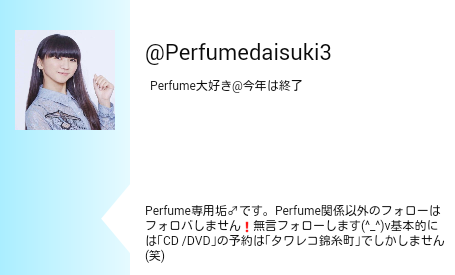 @Perfumedaisuki3
Perfume大好き@今年は終了
Perfume専用垢♂です。Perfume関係以外のフォローは
フォロバしません❗無言フォローします(^_^)v基本的に
は｢CD /DVD｣の予約は｢タワレコ錦糸町｣でしかしません
(笑)